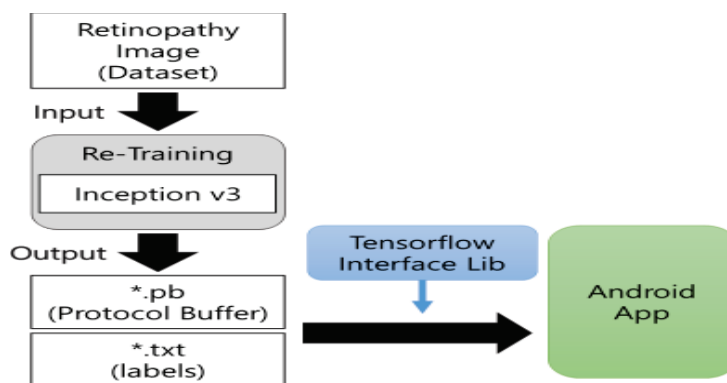 Retinopathy
Image
(Dataset)
Input
Re-Training
Inception v3
Output
*.pb
(Protocol Buffer)
*.txt
(labels)
Tensorflow
Interface Lib
Android
App